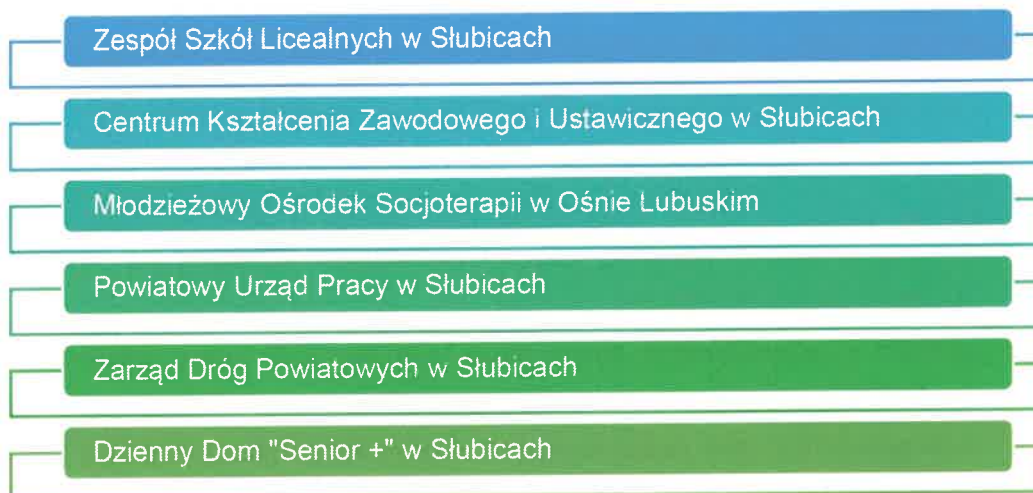 Zespół Szkół Licealnych w Słubicach
Centrum Kształcenia Zawodowego i Ustawicznego w Słubicach
Młodzieżowy Ośrodek Socjoterapii w Ośnie Lubuskim
Powiatowy Urząd Pracy w Słubicach
Zarząd Dróg Powiatowych w Słubicach
Dzienny Dom "Senior +" w Słubicach